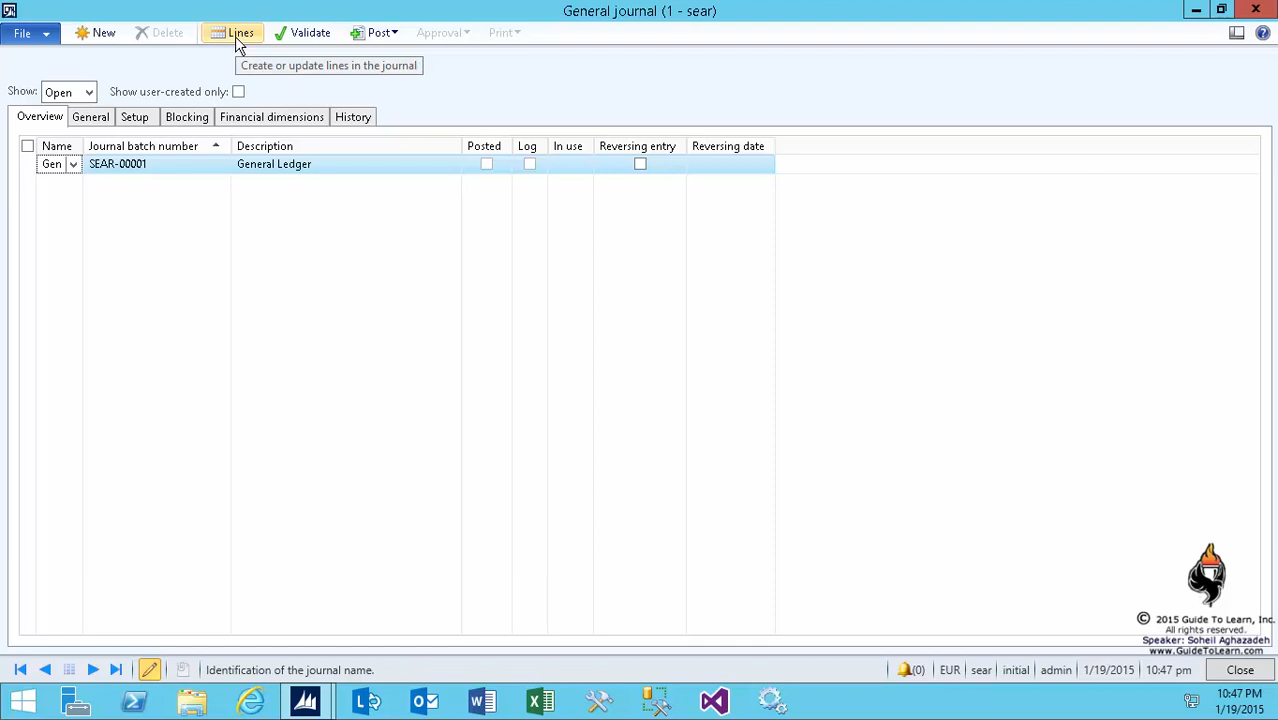 General journal (1 - sear)
File New Delete Lines Validate Post Approval Print
Create or update lines in the journal
Show: Open Show user-created only:
Overview General Setup Blocking Financial dimensions History
Name Journal batch number Description Posted Log In use Reversing entry Reversing date
Gen SEAR-00001 General Ledger
© 2015 Guide To Learn, Inc.
All rights reserved.
Speaker: Soheil Aghazadeh
www.GuideToLearn.com
Identification of the journal name. (0) EUR sear initial admin 1/19/2015 10:47 pm Close
10:47 PM
1/19/2015